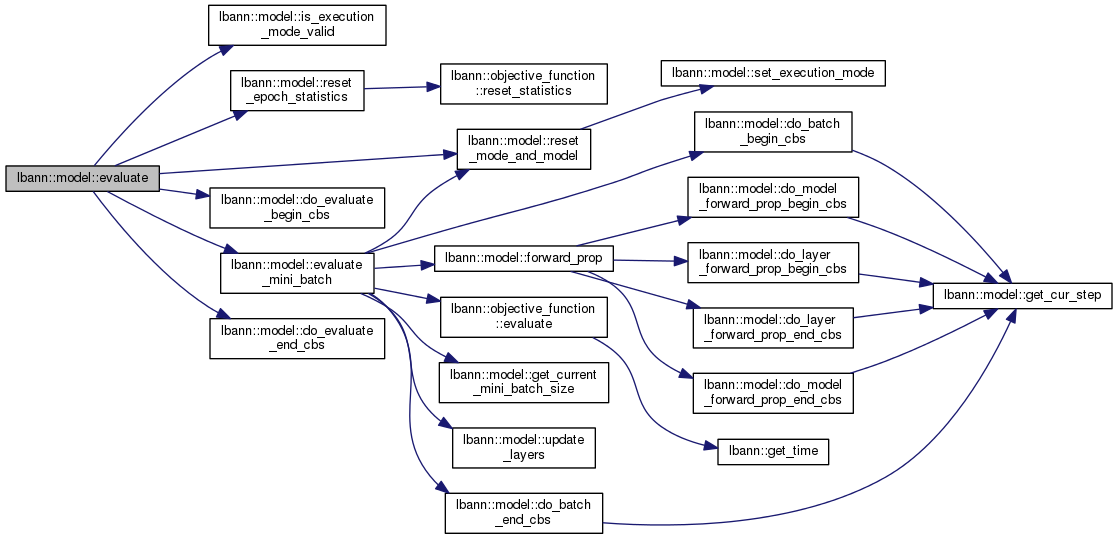 lbann::model::evaluate
lbann::model::is_execution
_mode_valid
lbann::model::reset
_epoch_statistics
lbann::model::do_evaluate
_begin_cbs
lbann::model::evaluate
_mini_batch
lbann::model::do_evaluate
_end_cbs
lbann::objective_function
::reset_statistics
lbann::model::reset
_mode_and_model
lbann::model::forward_prop
lbann::objective_function
::evaluate
lbann::model::get_current
_mini_batch_size
lbann::model::update
_layers
lbann::model::do_batch
_end_cbs
lbann::model::set_execution_mode
lbann::model::do_batch
_begin_cbs
lbann::model::do_model
_forward_prop_begin_cbs
lbann::model::do_layer
_forward_prop_begin_cbs
lbann::model::do_layer
_forward_prop_end_cbs
lbann::model::do_model
_forward_prop_end_cbs
lbann::get_time
lbann::model::get_cur_step